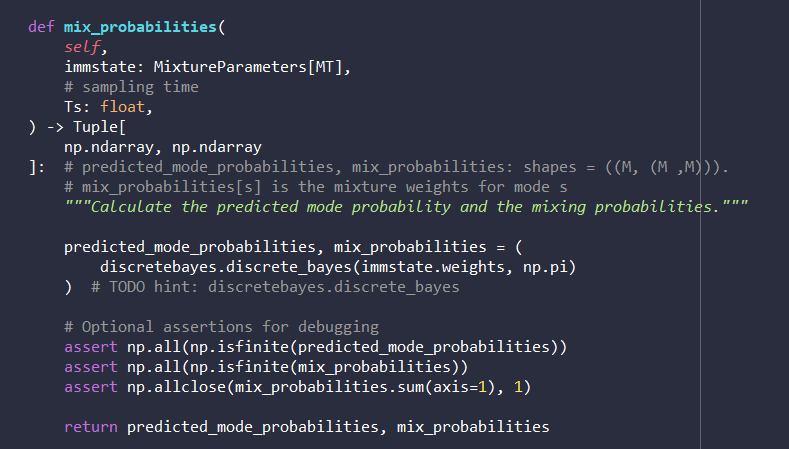 def mix_probabilities(
    self,
    immstate: MixtureParameters[MT],
    # sampling time
    Ts: float,
) -> Tuple[
    np.ndarray, np.ndarray
]:  # predicted_mode_probabilities, mix_probabilities: shapes = ((M, (M ,M))).
    # mix_probabilities[s] is the mixture weights for mode s
    """Calculate the predicted mode probability and the mixing probabilities."""

    predicted_mode_probabilities, mix_probabilities = (
        discretebayes.discrete_bayes(immstate.weights, np.pi)
    )  # TODO hint: discretebayes.discrete_bayes

    # Optional assertions for debugging
    assert np.all(np.isfinite(predicted_mode_probabilities))
    assert np.all(np.isfinite(mix_probabilities))
    assert np.allclose(mix_probabilities.sum(axis=1), 1)

    return predicted_mode_probabilities, mix_probabilities